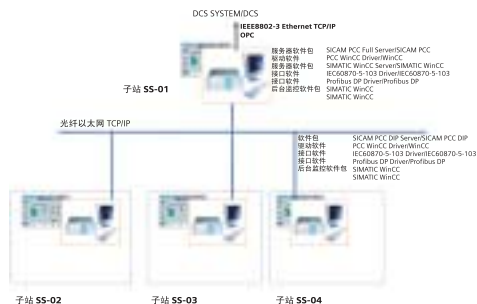 DCS SYSTEM/DCS
IEEE8802-3 Ethernet TCP/IP
OPC
服务器软件包 SICAM PCC Full Server/SICAM PCC
驱动软件 PCC WinCC Driver/WinCC
服务器软件包 SIMATIC WinCC Server/SIMATIC WinCC
接口软件 IEC60870-5-103 Driver/IEC60870-5-103
接口软件 Profibus DP Driver/Profibus DP
后台监控软件包 SIMATIC WinCC
SIMATIC WinCC
子站 SS-01
光纤以太网 TCP/IP
软件包 SICAM PCC DIP Server/SICAM PCC DIP
驱动软件 PCC WinCC Driver/WinCC
接口软件 IEC60870-5-103 Driver/IEC60870-5-103
接口软件 Profibus DP Driver/Profibus DP
后台监控软件包 SIMATIC WinCC
SIMATIC WinCC
子站 SS-02
子站 SS-03
子站 SS-04